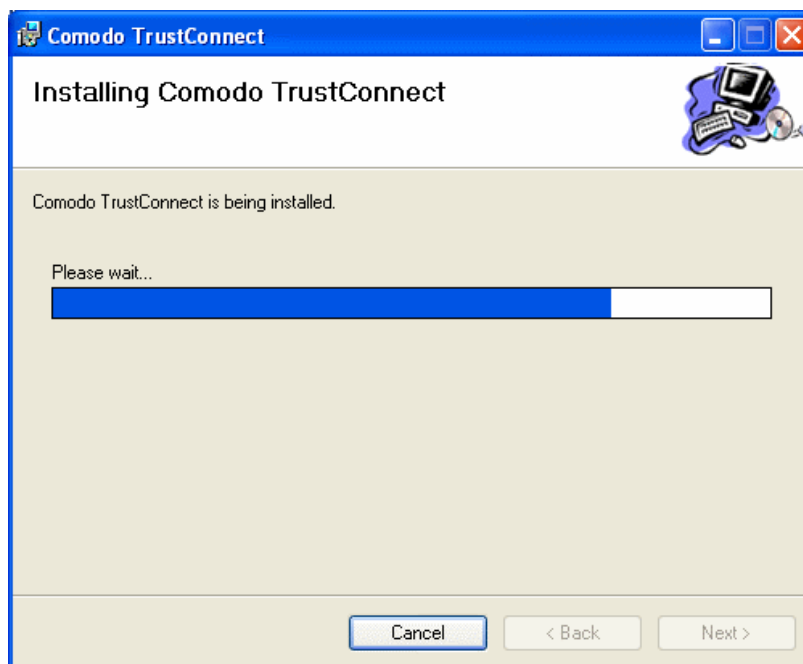 Comodo TrustConnect
Installing Comodo TrustConnect
Comodo TrustConnect is being installed.
Please wait...
Cancel
< Back
Next >